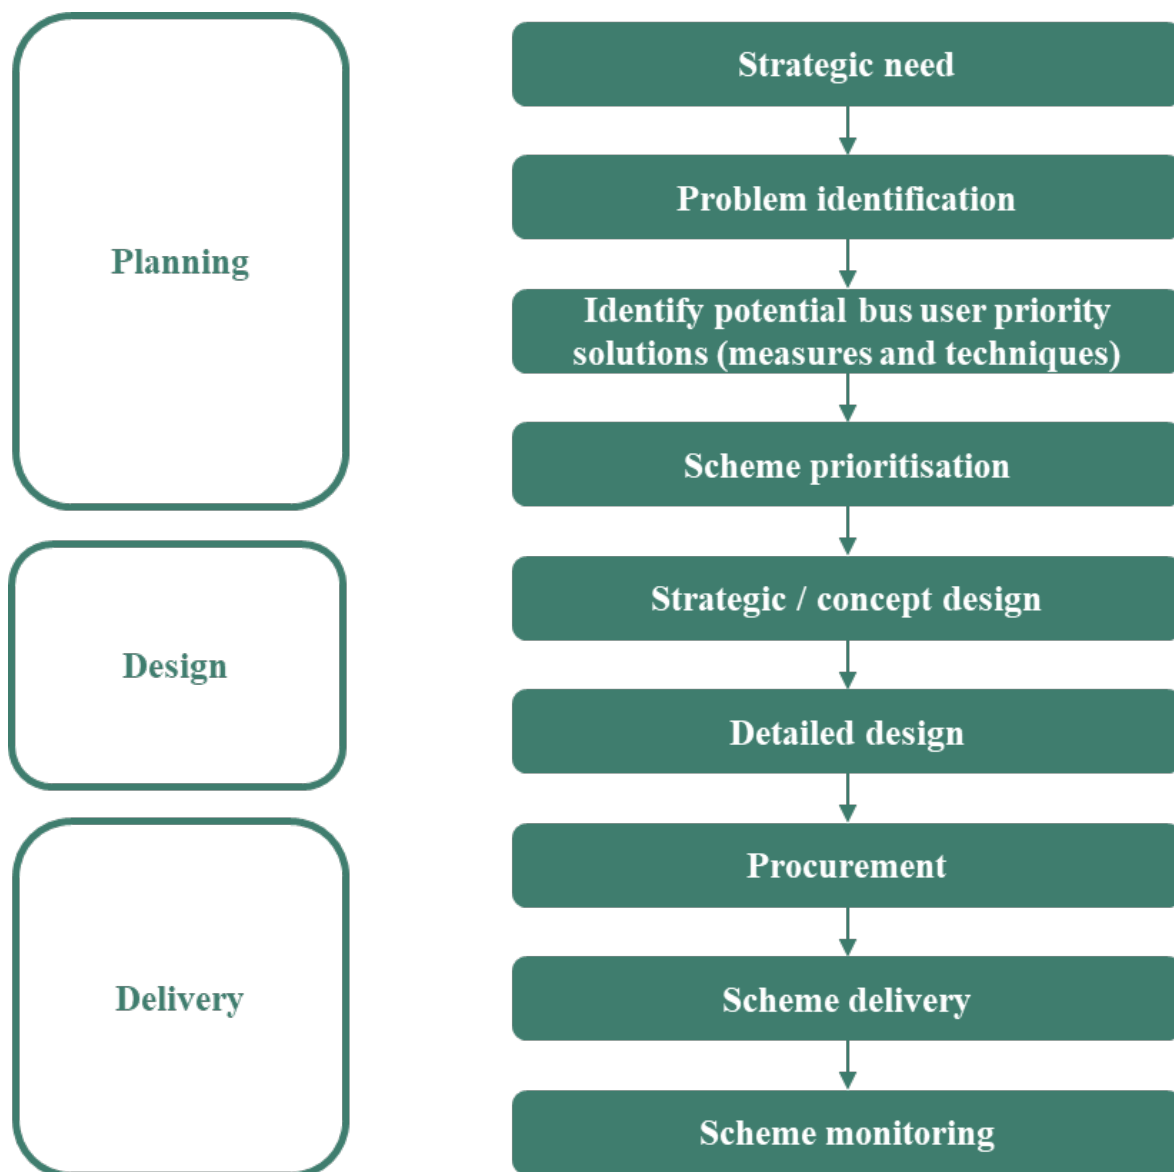 Planning
Strategic need
Problem identification
Identify potential bus user priority
solutions (measures and techniques)
Scheme prioritisation
Design
Strategic / concept design
Detailed design
Delivery
Procurement
Scheme delivery
Scheme monitoring